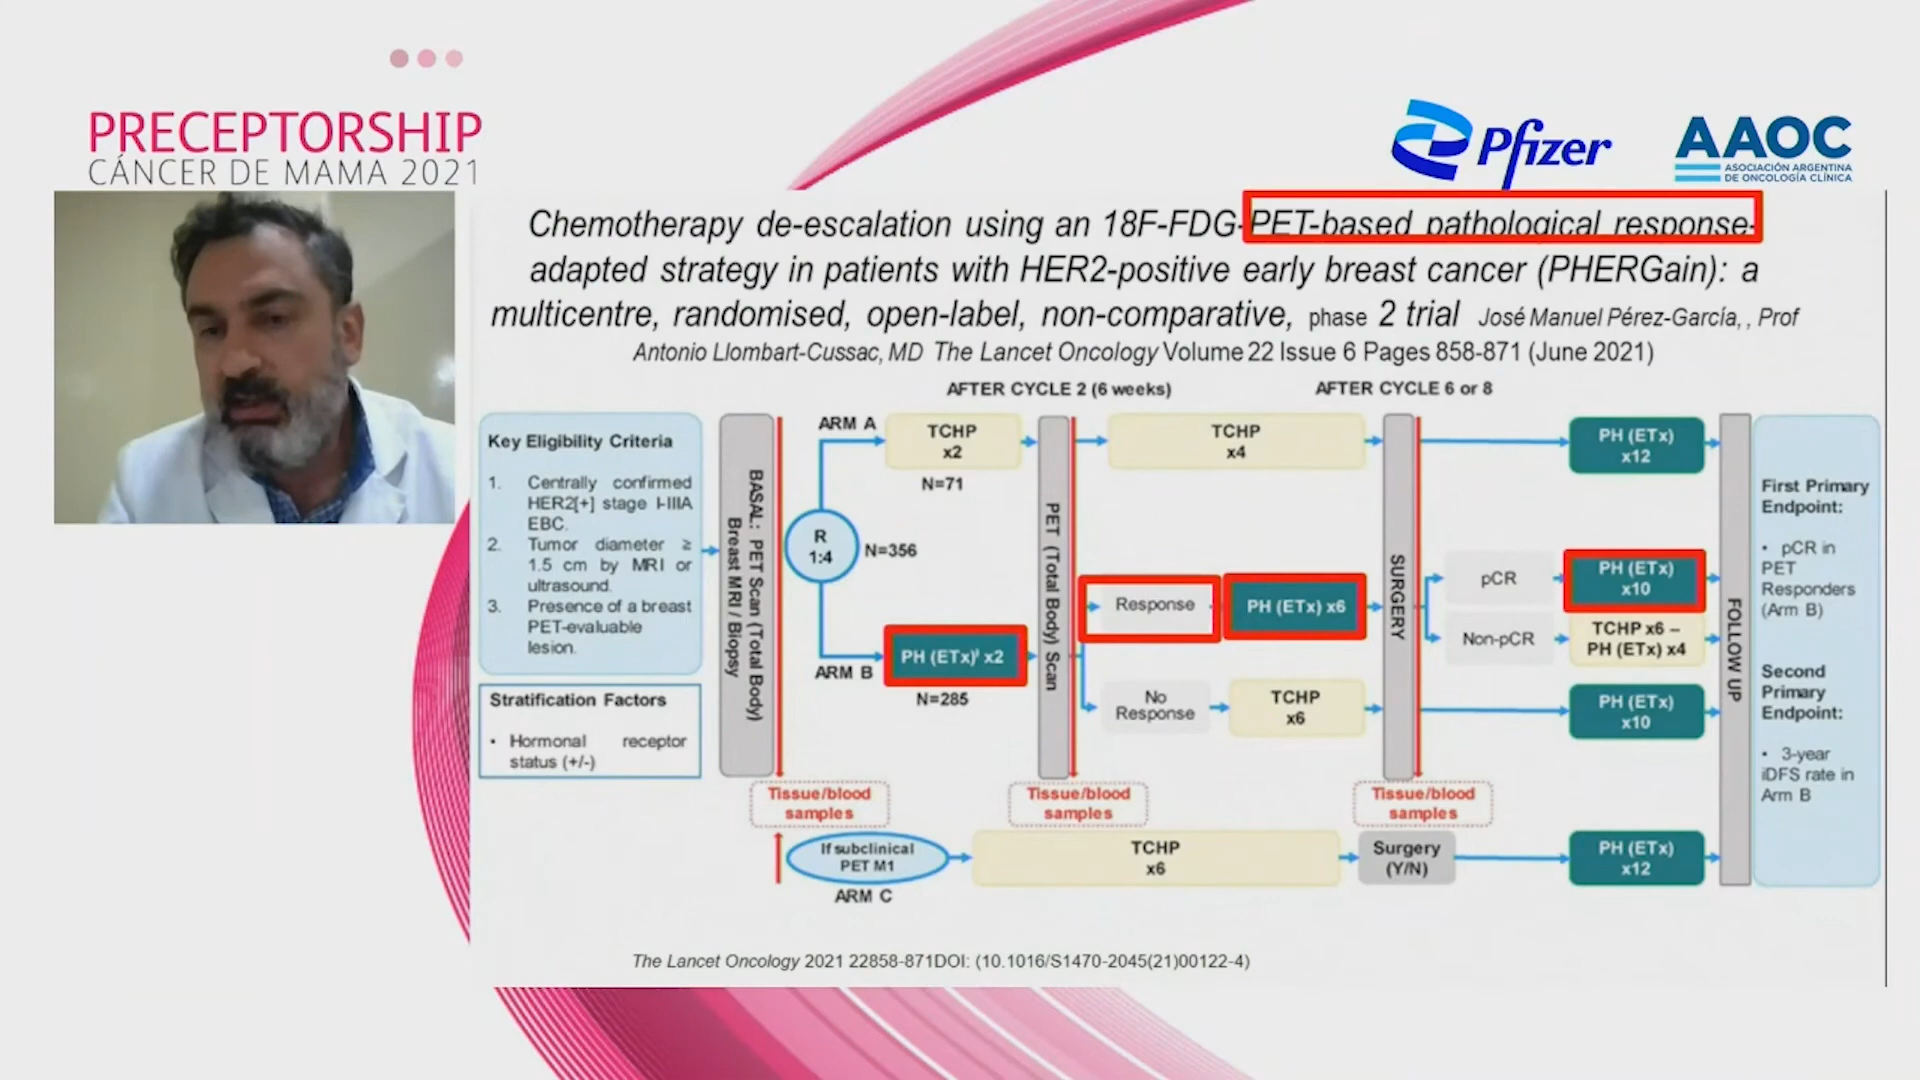 PRECEPTORSHIP
CÁNCER DE MAMA 2021
Pfizer
AAOC
ASOCIACIÓN ARGENTINA
DE ONCOLOGÍA CLÍNICA
Chemotherapy de-escalation using an 18F-FDG-PET-based pathological response-
adapted strategy in patients with HER2-positive early breast cancer (PHERGain): a
multicentre, randomised, open-label, non-comparative, phase 2 trial José Manuel Pérez-García, , Prof
Antonio Llombart-Cussac, MD The Lancet Oncology Volume 22 Issue 6 Pages 858-871 (June 2021)
AFTER CYCLE 2 (6 weeks)
AFTER CYCLE 6 or 8
Key Eligibility Criteria
1. Centrally confirmed
HER2[+] stage I-IIIA
EBC.
2. Tumor diameter ≥
1.5 cm by MRI or
ultrasound.
3. Presence of a breast
PET-evaluable
lesion.
Stratification Factors
• Hormonal receptor
status (+/-)
BASAL: PET Scan (Total Body)
Breast MRI / Biopsy
R
1:4
N=356
ARM A
TCHP
x2
N=71
ARM B
PH (ETx)¹ x2
N=285
PET (Total Body) Scan
TCHP
x4
Response
PH (ETx) x6
No
Response
TCHP
x6
SURGERY
PH (ETx)
x12
pCR
PH (ETx)
x10
Non-pCR
TCHP x6 –
PH (ETx) x4
PH (ETx)
x10
Tissue/blood
samples
Tissue/blood
samples
Tissue/blood
samples
If subclinical
PET M1
ARM C
TCHP
x6
Surgery
(Y/N)
PH (ETx)
x12
FOLLOW UP
First Primary
Endpoint:
• pCR in
PET
Responders
(Arm B)
Second
Primary
Endpoint:
• 3-year
iDFS rate in
Arm B
The Lancet Oncology 2021 22858-871DOI: (10.1016/S1470-2045(21)00122-4)